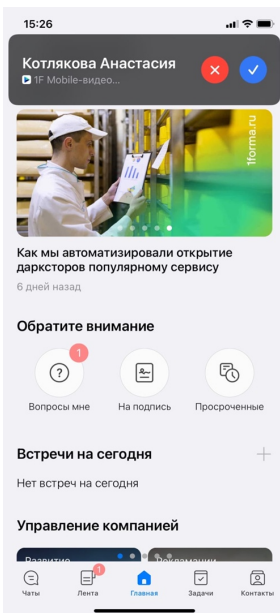 15:26
Котлякова Анастасия
1F Mobile-видео...
1forma.ru
Как мы автоматизировали открытие
дарксторов популярному сервису
6 дней назад
Обратите внимание
1
Вопросы мне
На подпись
Просроченные
Встречи на сегодня
Нет встреч на сегодня
Управление компанией
Развитие
Рекламации
1
Чаты
Лента
Главная
Задачи
Контакты